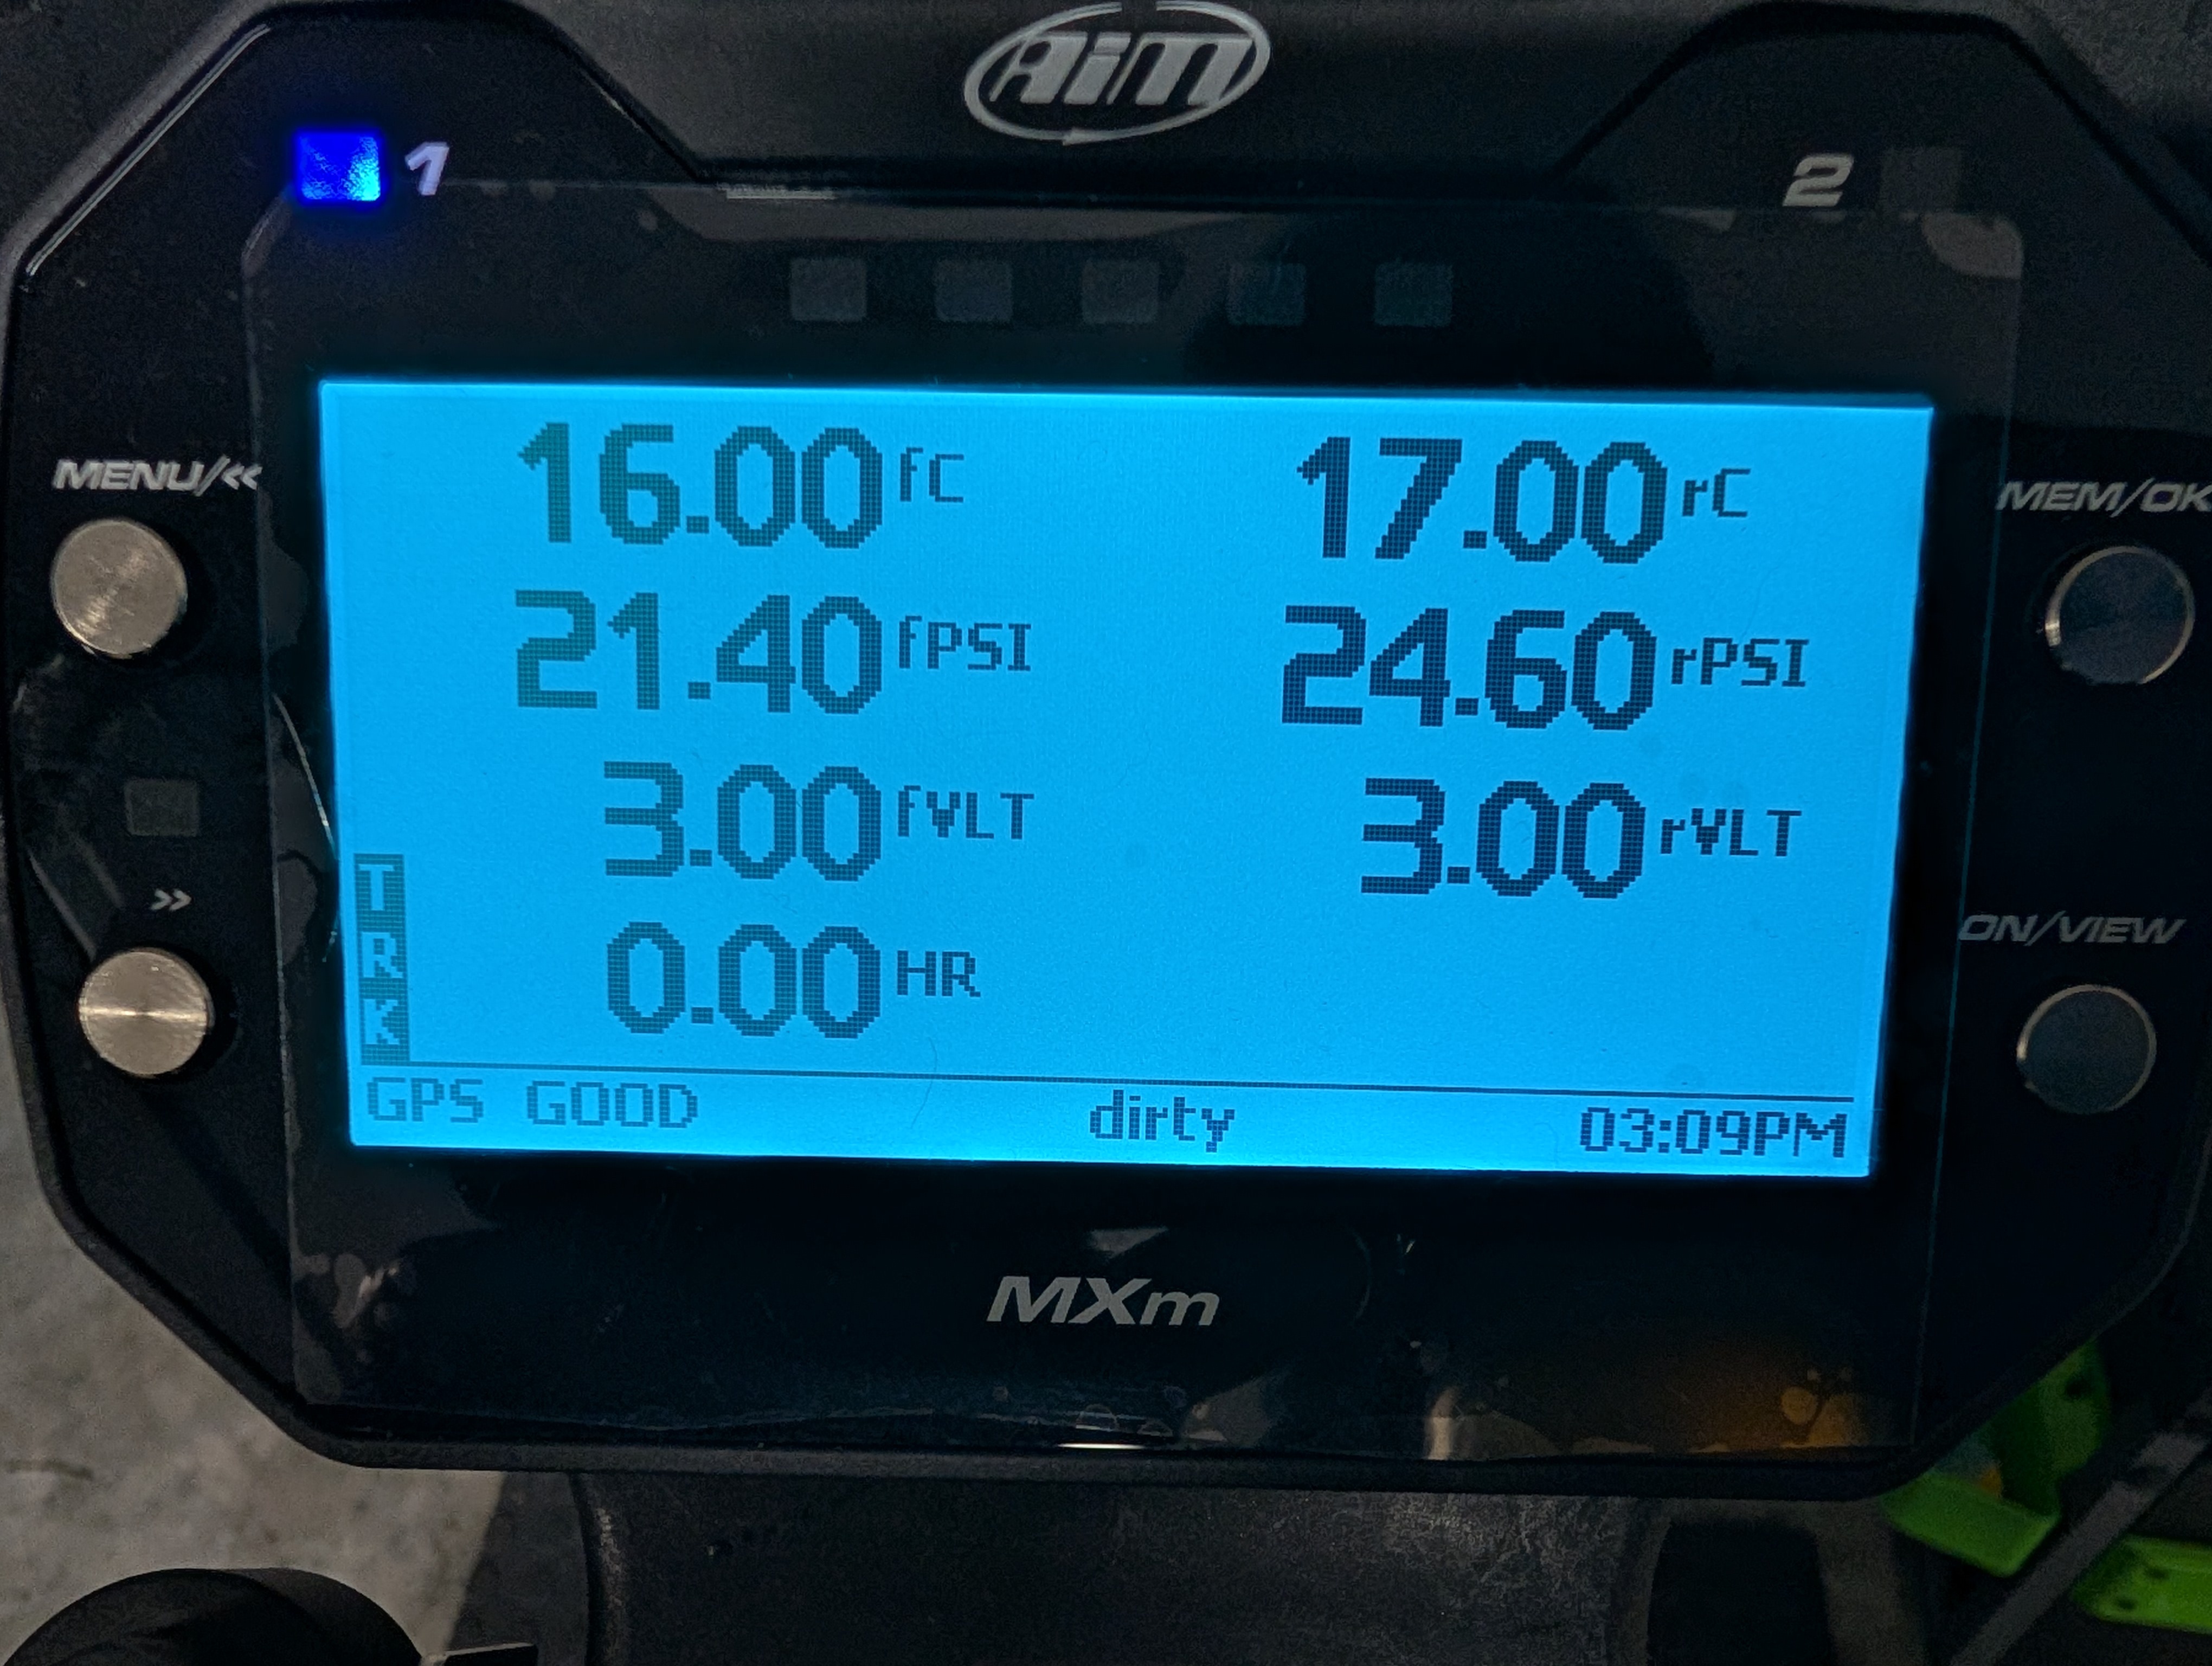 AiM
1
2
MENU/<<
MEM/OK
16.00 fC 17.00 rC
21.40 fPSI 24.60 rPSI
3.00 fVLT 3.00 rVLT
>>
ON/VIEW
TRK
0.00 HR
GPS GOOD dirty 03:09PM
MXm